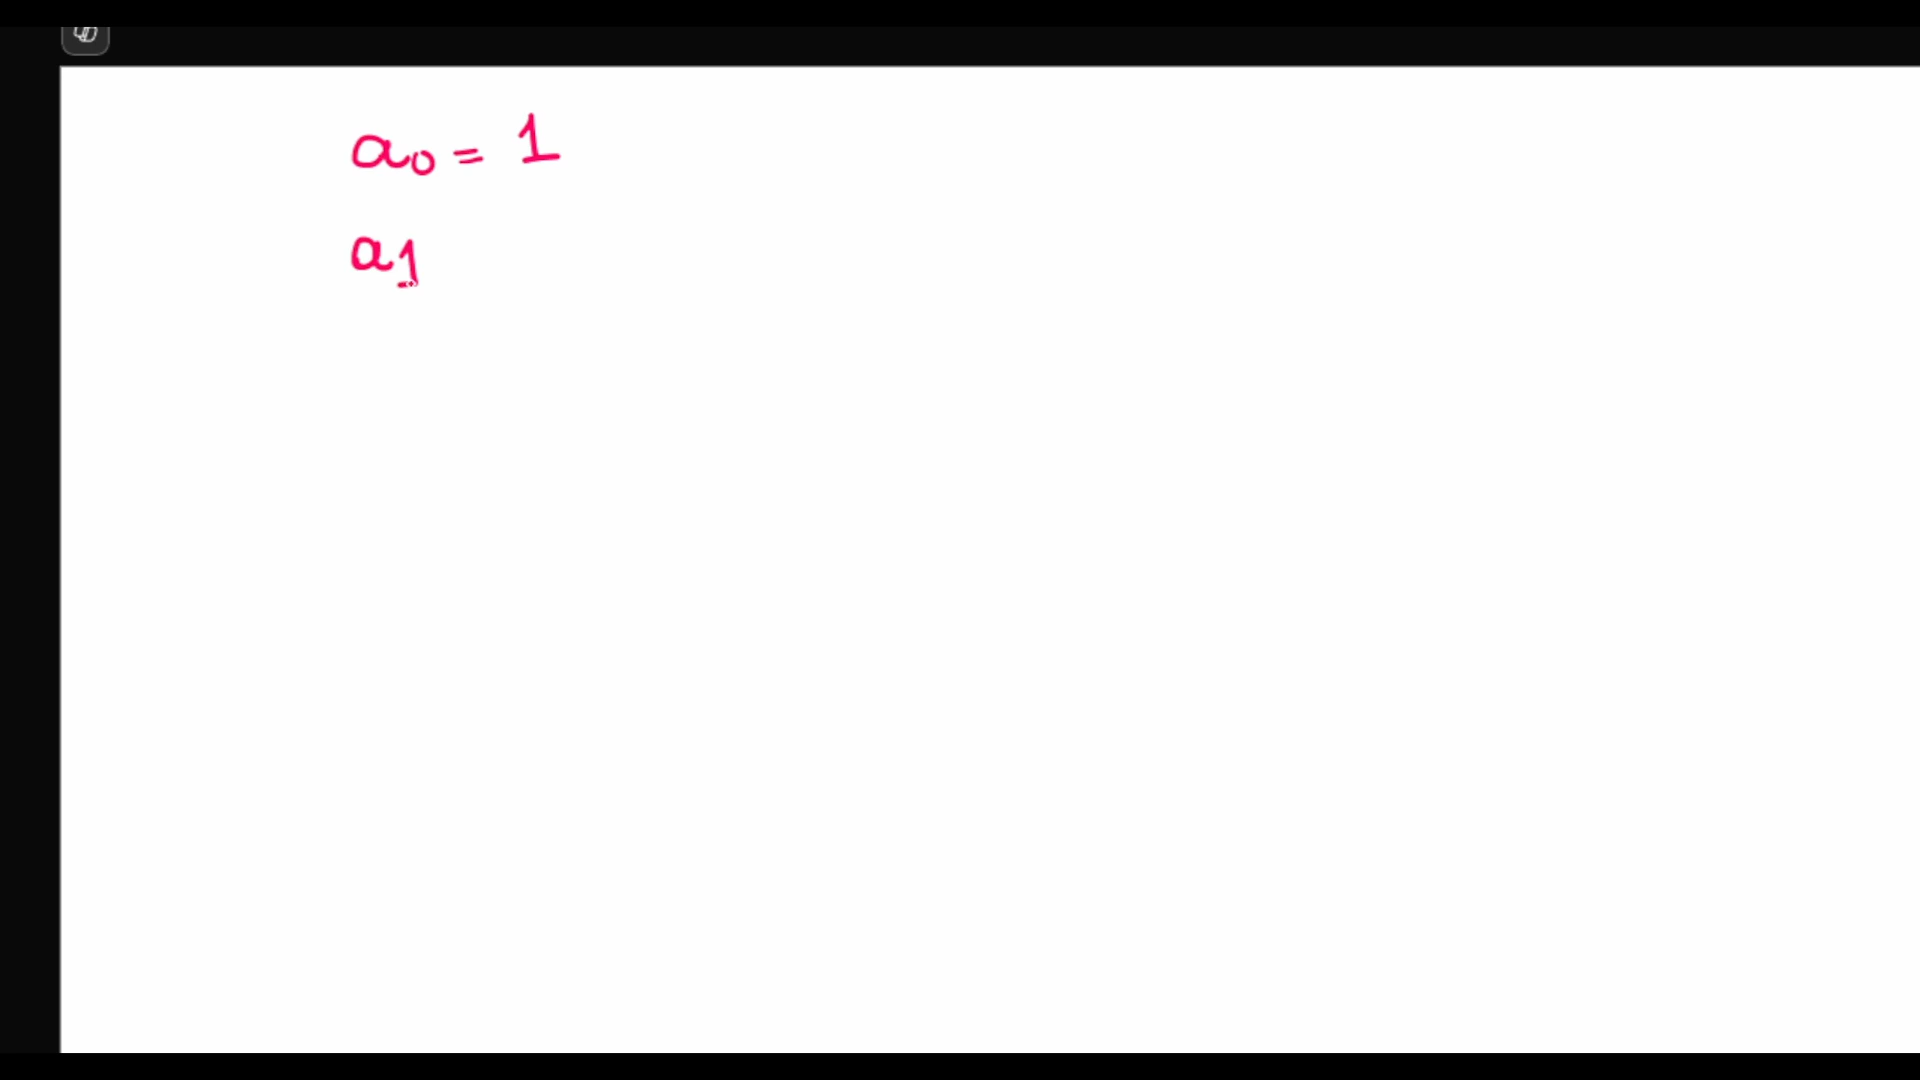 a₀ = 1
a₁